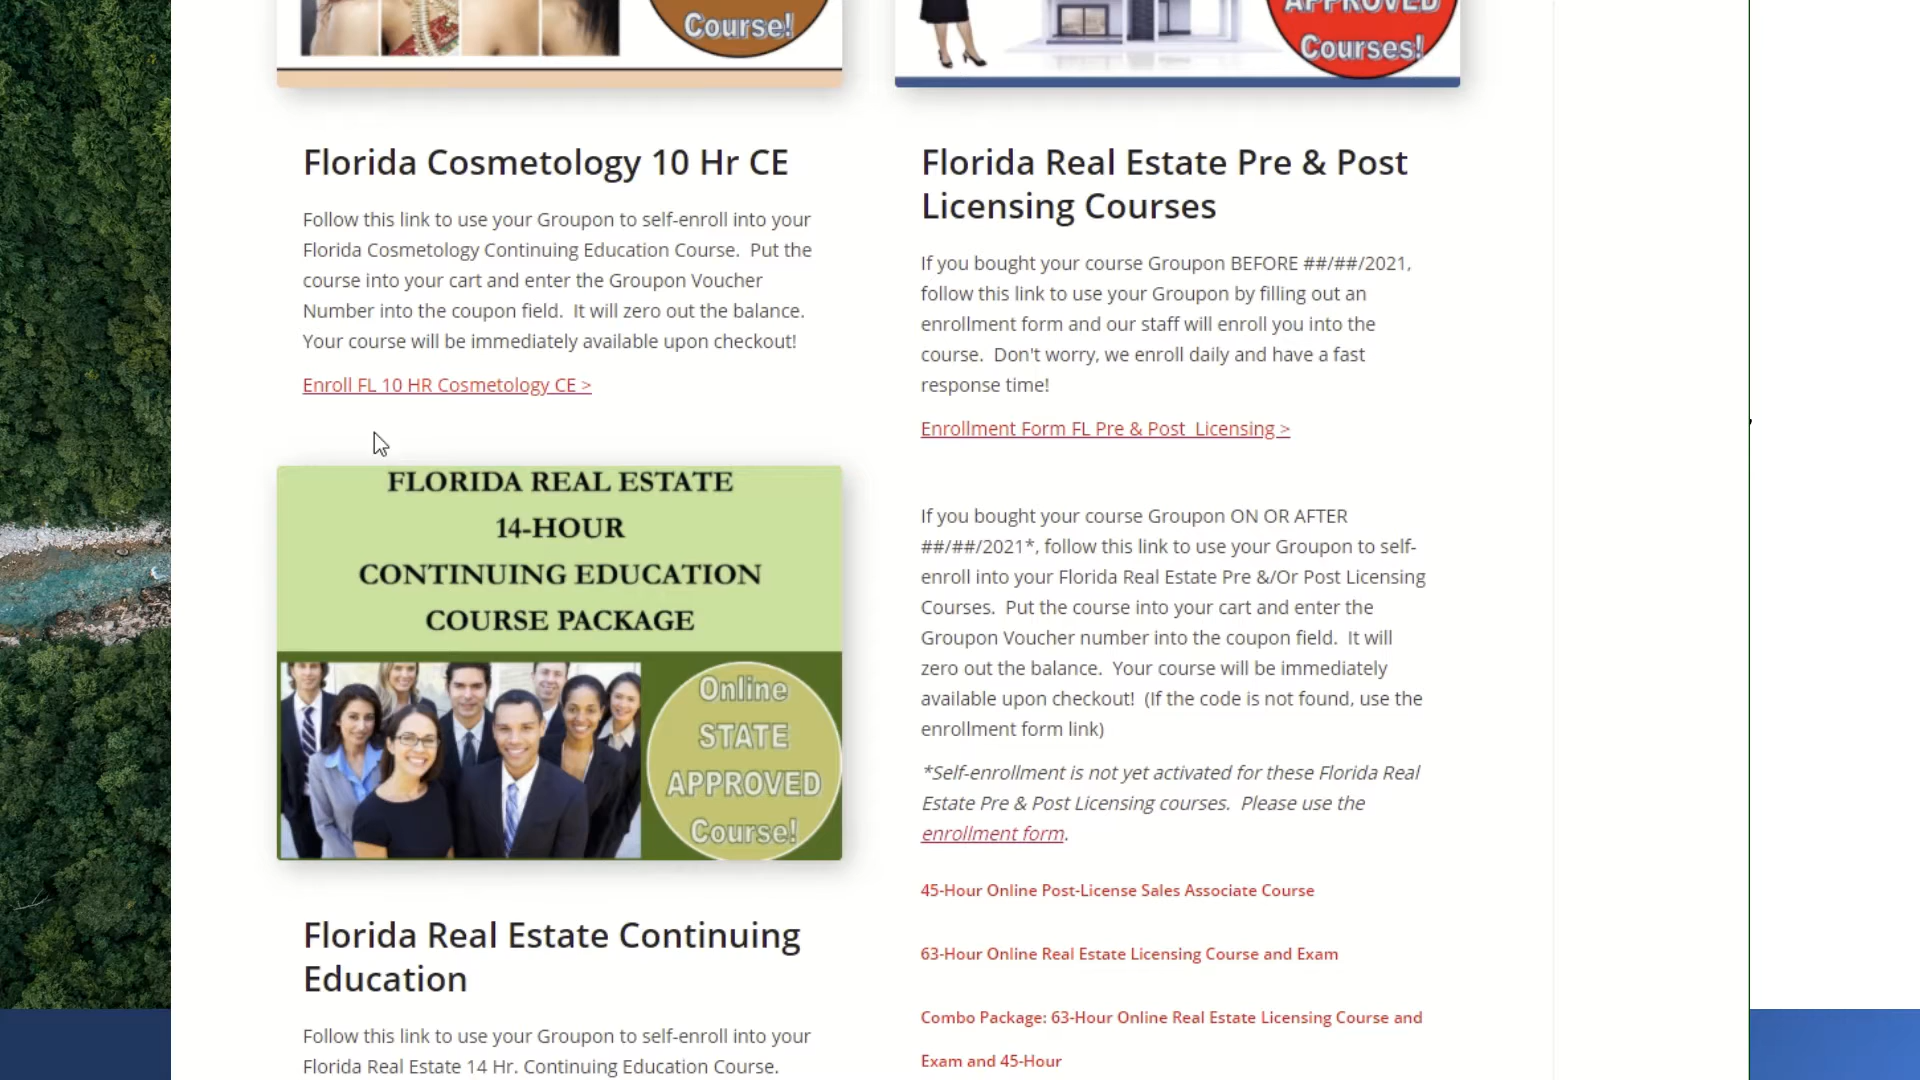 Course!
APPROVED
Courses!
Florida Cosmetology 10 Hr CE
Follow this link to use your Groupon to self-enroll into your
Florida Cosmetology Continuing Education Course.  Put the
course into your cart and enter the Groupon Voucher
Number into the coupon field.  It will zero out the balance.
Your course will be immediately available upon checkout!
Enroll FL 10 HR Cosmetology CE >
FLORIDA REAL ESTATE
14-HOUR
CONTINUING EDUCATION
COURSE PACKAGE
Online
STATE
APPROVED
Course!
Florida Real Estate Continuing
Education
Follow this link to use your Groupon to self-enroll into your
Florida Real Estate 14 Hr. Continuing Education Course.
Florida Real Estate Pre & Post
Licensing Courses
If you bought your course Groupon BEFORE ##/##/2021,
follow this link to use your Groupon by filling out an
enrollment form and our staff will enroll you into the
course.  Don't worry, we enroll daily and have a fast
response time!
Enrollment Form FL Pre & Post  Licensing >
If you bought your course Groupon ON OR AFTER
##/##/2021*, follow this link to use your Groupon to self-
enroll into your Florida Real Estate Pre &/Or Post Licensing
Courses.  Put the course into your cart and enter the
Groupon Voucher number into the coupon field.  It will
zero out the balance.  Your course will be immediately
available upon checkout!  (If the code is not found, use the
enrollment form link)
*Self-enrollment is not yet activated for these Florida Real
Estate Pre & Post Licensing courses.  Please use the
enrollment form.
45-Hour Online Post-License Sales Associate Course
63-Hour Online Real Estate Licensing Course and Exam
Combo Package: 63-Hour Online Real Estate Licensing Course and
Exam and 45-Hour